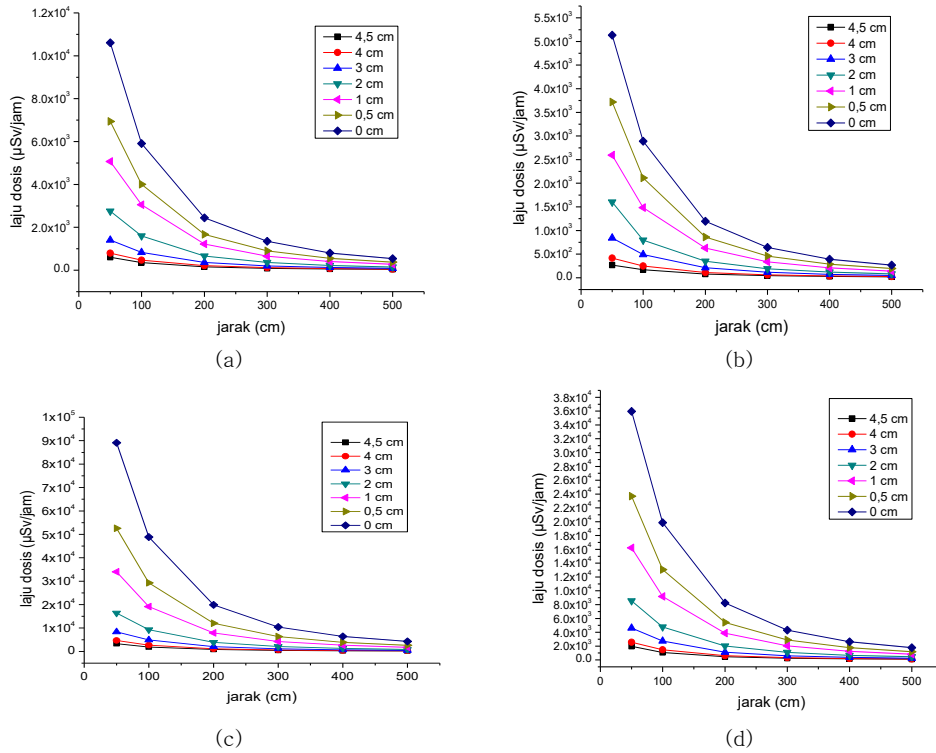 1.2x10⁴
1.0x10⁴
8.0x10³
6.0x10³
4.0x10³
2.0x10³
0.0
laju dosis (µSv/jam)
4,5 cm
4 cm
3 cm
2 cm
1 cm
0,5 cm
0 cm
0 100 200 300 400 500
jarak (cm)
(a)
5.5x10³
5.0x10³
4.5x10³
4.0x10³
3.5x10³
3.0x10³
2.5x10³
2.0x10³
1.5x10³
1.0x10³
5.0x10²
0.0
laju dosis (µSv/jam)
4,5 cm
4 cm
3 cm
2 cm
1 cm
0,5 cm
0 cm
0 100 200 300 400 500
jarak (cm)
(b)
1x10⁵
9x10⁴
8x10⁴
7x10⁴
6x10⁴
5x10⁴
4x10⁴
3x10⁴
2x10⁴
1x10⁴
0
laju dosis (µSv/jam)
4,5 cm
4 cm
3 cm
2 cm
1 cm
0,5 cm
0 cm
0 100 200 300 400 500
jarak (cm)
(c)
3.8x10⁴
3.6x10⁴
3.4x10⁴
3.2x10⁴
3.0x10⁴
2.8x10⁴
2.6x10⁴
2.4x10⁴
2.2x10⁴
2.0x10⁴
1.8x10⁴
1.6x10⁴
1.4x10⁴
1.2x10⁴
1.0x10⁴
8.0x10³
6.0x10³
4.0x10³
2.0x10³
0.0
laju dosis (µSv/jam)
4,5 cm
4 cm
3 cm
2 cm
1 cm
0,5 cm
0 cm
0 100 200 300 400 500
jarak (cm)
(d)